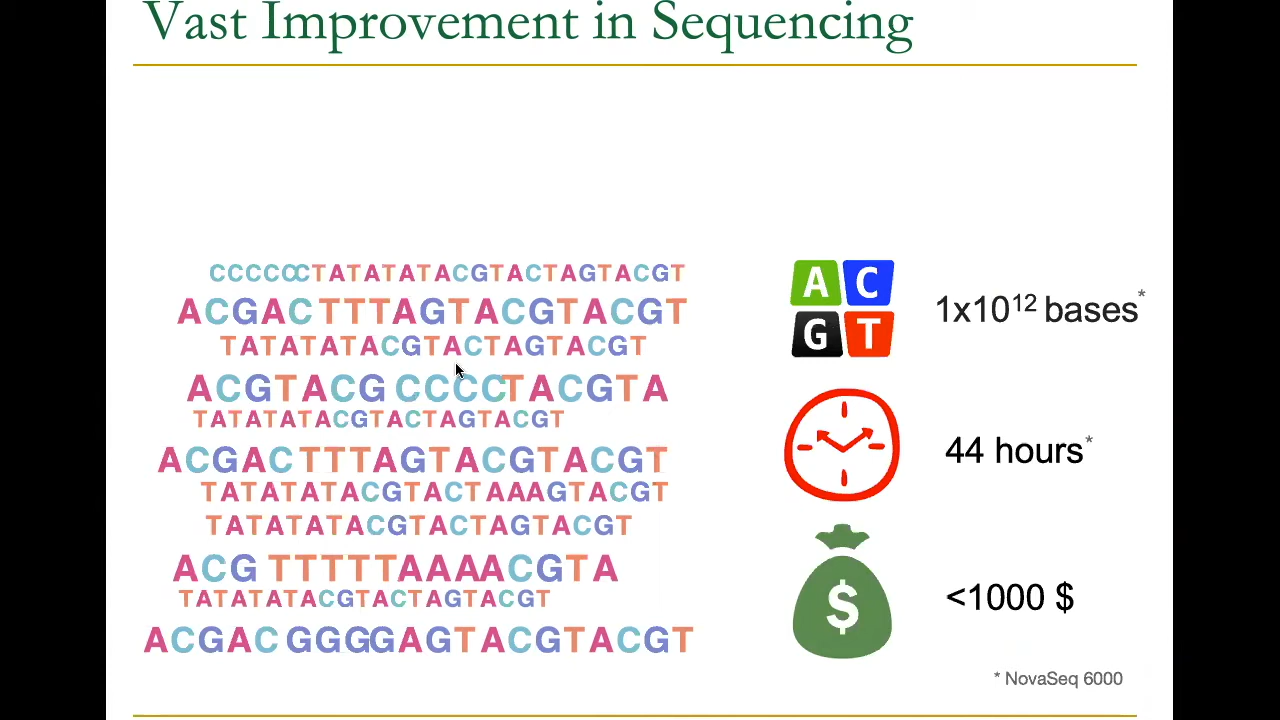 Vast Improvement in Sequencing
CCCCCCTATATATACGTACTAGTACGT
ACGACTTTAGTACGTACGT
TATATATACGTACTAGTACGT
ACGTACG CCCCTACGTA
TATATATACGTACTAGTACGT
ACGACTTTAGTACGTACGT
TATATATACGTACTAAAGTACGT
TATATATACGTACTAGTACGT
ACG TTTTTAAAACGTA
TATATATACGTACTAGTACGT
ACGAC GGGGAGTACGTACGT
A C
G T
1x10¹² bases*
44 hours*
$
<1000 $
* NovaSeq 6000